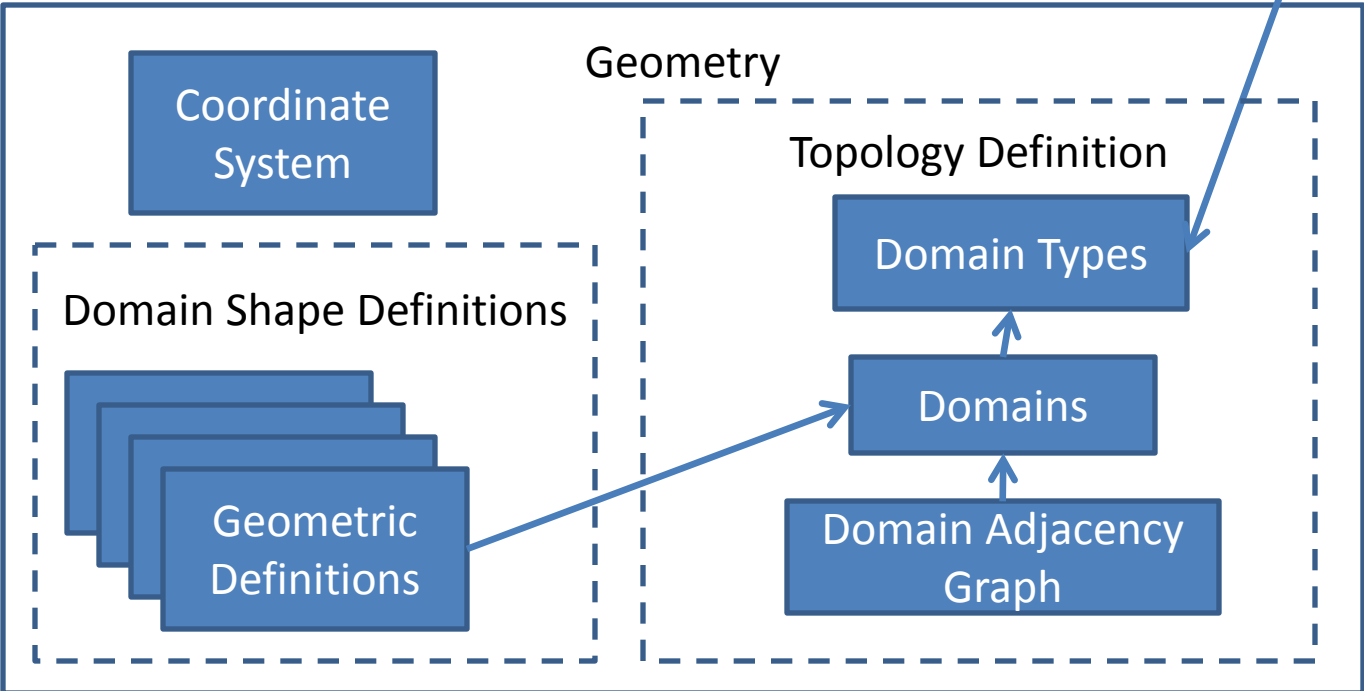 Geometry
Coordinate
System
Domain Shape Definitions
Geometric
Definitions
Topology Definition
Domain Types
Domains
Domain Adjacency
Graph